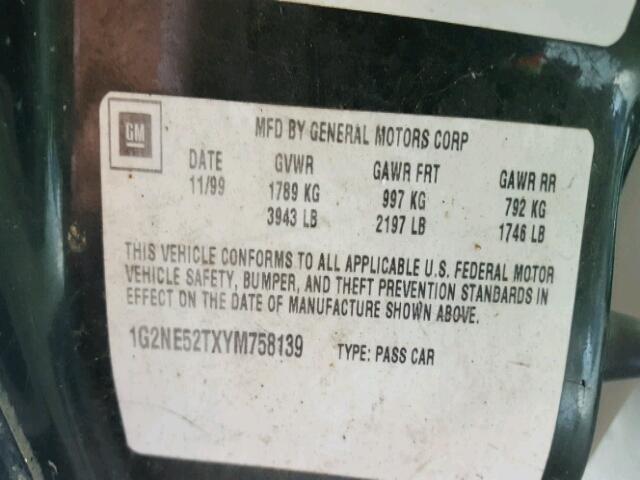 GM
MFD BY GENERAL MOTORS CORP
DATE GVWR GAWR FRT GAWR RR
11/99 1789 KG 997 KG 792 KG
3943 LB 2197 LB 1746 LB
THIS VEHICLE CONFORMS TO ALL APPLICABLE U.S. FEDERAL MOTOR
VEHICLE SAFETY, BUMPER, AND THEFT PREVENTION STANDARDS IN
EFFECT ON THE DATE OF MANUFACTURE SHOWN ABOVE.
1G2NE52TXYM758139 TYPE: PASS CAR